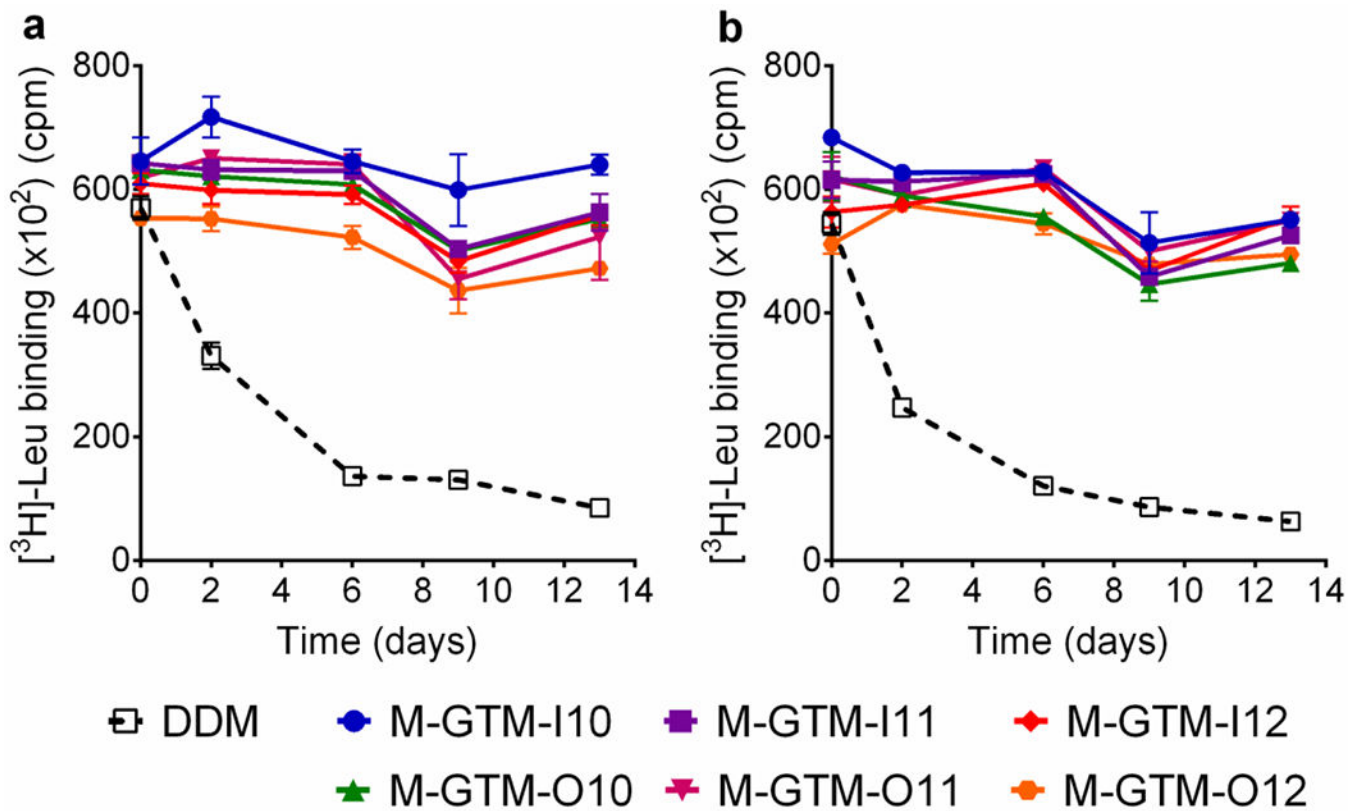 a
b
[³H]-Leu binding (x10²) (cpm)
800
600
400
200
0
0 2 4 6 8 10 12 14
Time (days)
[³H]-Leu binding (x10²) (cpm)
800
600
400
200
0
0 2 4 6 8 10 12 14
Time (days)
DDM M-GTM-I10 M-GTM-I11 M-GTM-I12
M-GTM-O10 M-GTM-O11 M-GTM-O12